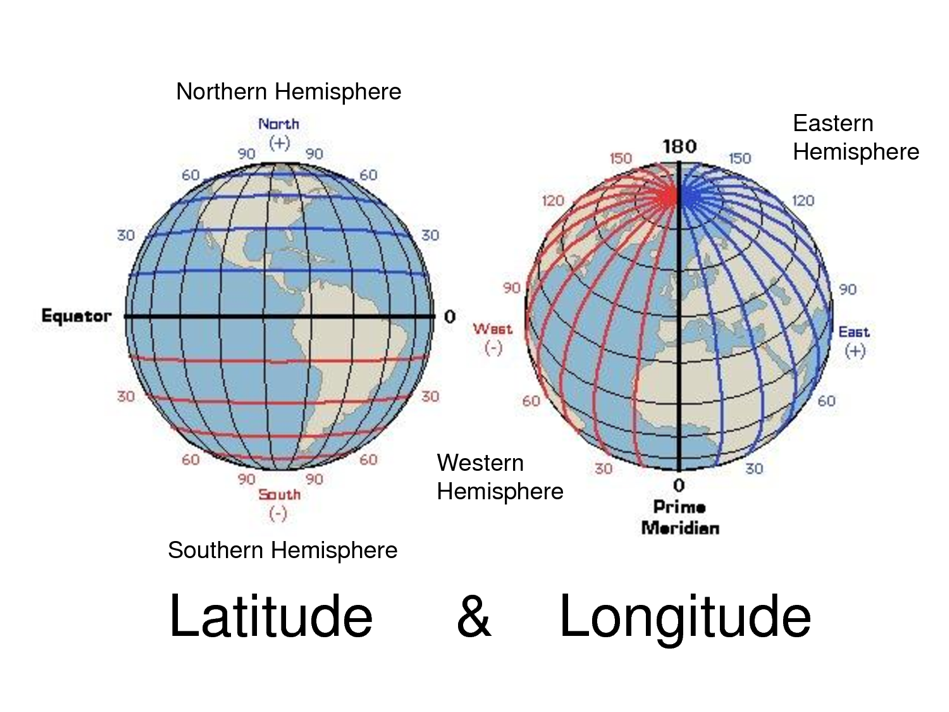 Northern Hemisphere
North
(+)
90 90
60 60
30 30
Equator 0
30 30
60 60
90 90
South
(-)
Southern Hemisphere
Eastern
Hemisphere
180
150 150
120 120
90 90
West
(-)
East
(+)
60 60
30 30
0
Prime
Meridian
Western
Hemisphere
Latitude & Longitude